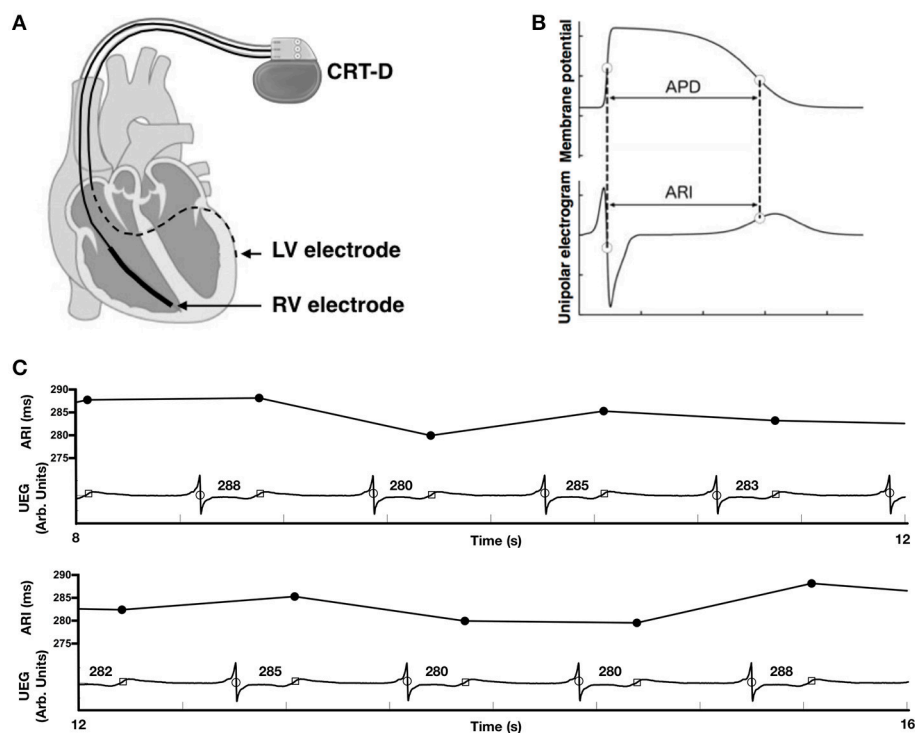 A
CRT-D
LV electrode
RV electrode
B
Membrane potential
APD
Unipolar electrogram
ARI
C
ARI (ms)
290
285
280
275
UEG
(Arb. Units)
288
280
285
283
8
Time (s)
12
ARI (ms)
290
285
280
275
UEG
(Arb. Units)
282
285
280
280
288
12
Time (s)
16